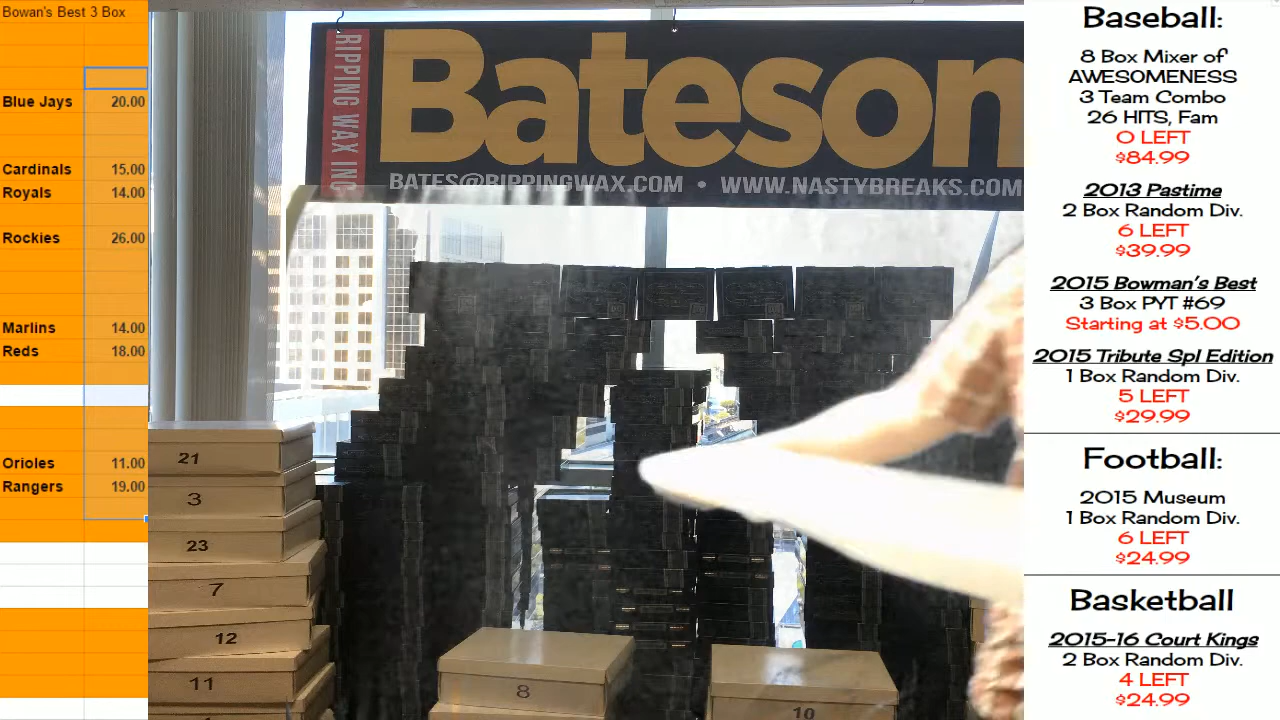 Bowan's Best 3 Box
Blue Jays 20.00
Cardinals 15.00
Royals 14.00
Rockies 26.00
Marlins 14.00
Reds 18.00
Orioles 11.00
Rangers 19.00
RIPPING WAX INC
Bateson
BATES@RIPPINGWAX.COM • WWW.NASTYBREAKS.COM
21
3
23
7
12
11
8
10
Baseball:
8 Box Mixer of
AWESOMENESS
3 Team Combo
26 HITS, Fam
0 LEFT
$84.99
2013 Pastime
2 Box Random Div.
6 LEFT
$39.99
2015 Bowman's Best
3 Box PYT #69
Starting at $5.00
2015 Tribute Spl Edition
1 Box Random Div.
5 LEFT
$29.99
Football:
2015 Museum
1 Box Random Div.
6 LEFT
$24.99
Basketball
2015-16 Court Kings
2 Box Random Div.
4 LEFT
$24.99